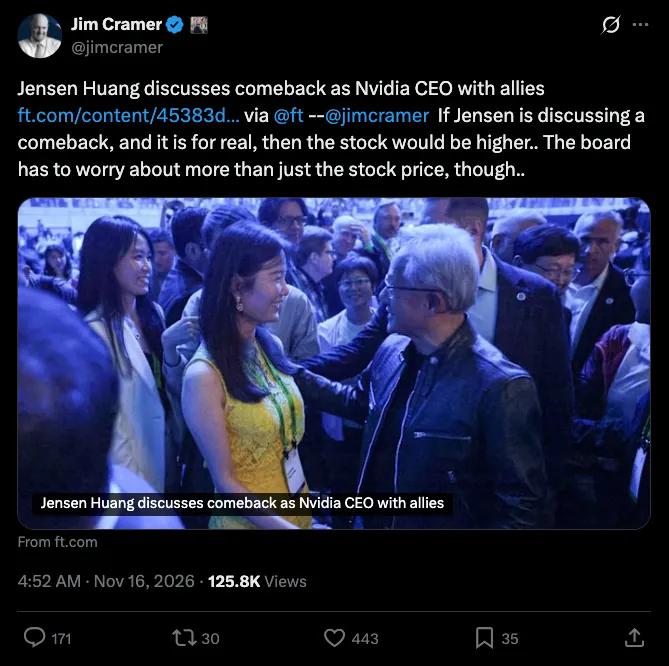 Jim Cramer
@jimcramer
Jensen Huang discusses comeback as Nvidia CEO with allies
ft.com/content/45383d... via @ft --@jimcramer If Jensen is discussing a
comeback, and it is for real, then the stock would be higher.. The board
has to worry about more than just the stock price, though..
Jensen Huang discusses comeback as Nvidia CEO with allies
From ft.com
4:52 AM · Nov 16, 2026 · 125.8K Views
171 30 443 35